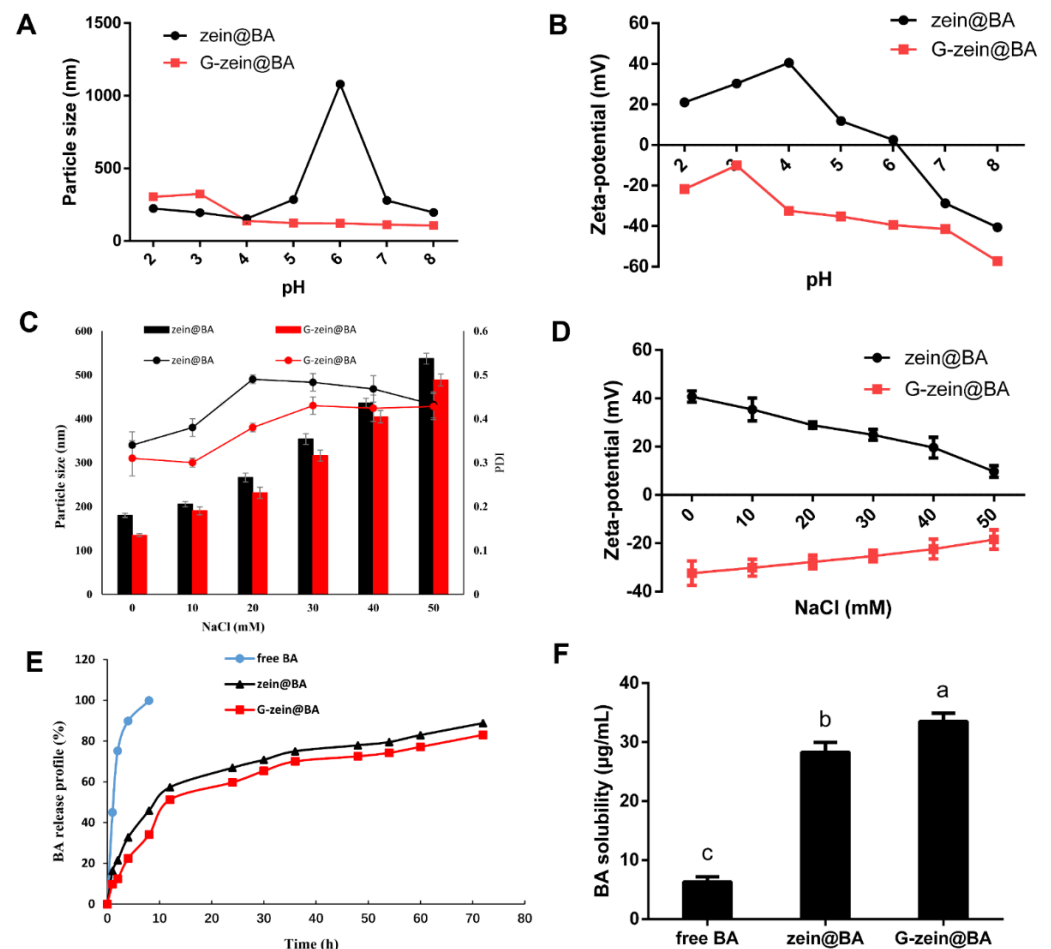 A
zein@BA
G-zein@BA
Particle size (nm)
1500
1000
500
0
2 3 4 5 6 7 8
pH
B
zein@BA
G-zein@BA
Zeta-potential (mV)
60
40
20
0
-20
-40
-60
2 3 4 5 6 7 8
pH
C
zein@BA G-zein@BA
zein@BA G-zein@BA
Particle size (nm)
600
500
400
300
200
100
0
0.6
0.5
0.4
0.3
0.2
0.1
0
PDI
0 10 20 30 40 50
NaCl (mM)
D
zein@BA
G-zein@BA
Zeta-potential (mV)
60
40
20
0
-20
-40
-60
0 10 20 30 40 50
NaCl (mM)
E
free BA
zein@BA
G-zein@BA
BA release profile (%)
120
100
80
60
40
20
0
0 10 20 30 40 50 60 70 80
Time (h)
F
BA solubility (μg/mL)
40
30
20
10
0
c
b
a
free BA zein@BA G-zein@BA